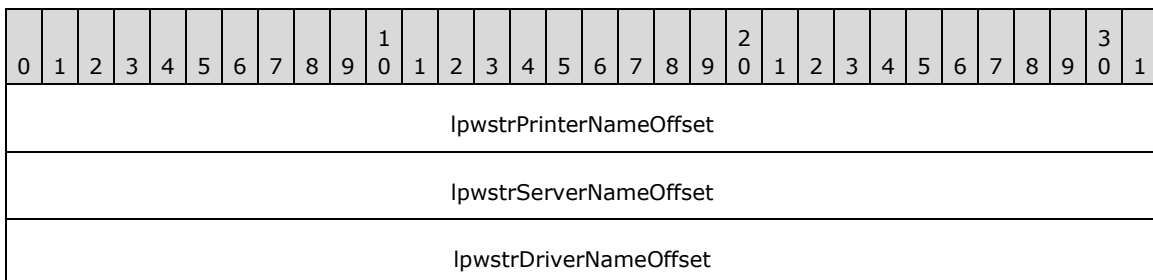 1 2 3
0 1 2 3 4 5 6 7 8 9 0 1 2 3 4 5 6 7 8 9 0 1 2 3 4 5 6 7 8 9 0 1
lpwstrPrinterNameOffset
lpwstrServerNameOffset
lpwstrDriverNameOffset